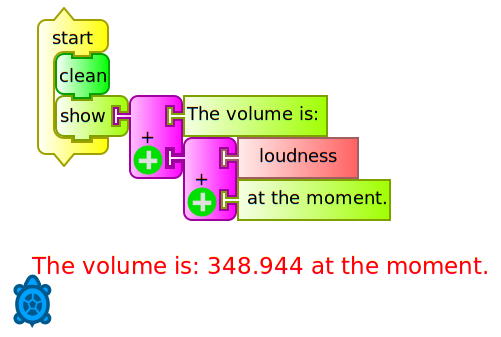 start
clean
show
+
The volume is:
+
loudness
at the moment.
The volume is: 348.944 at the moment.